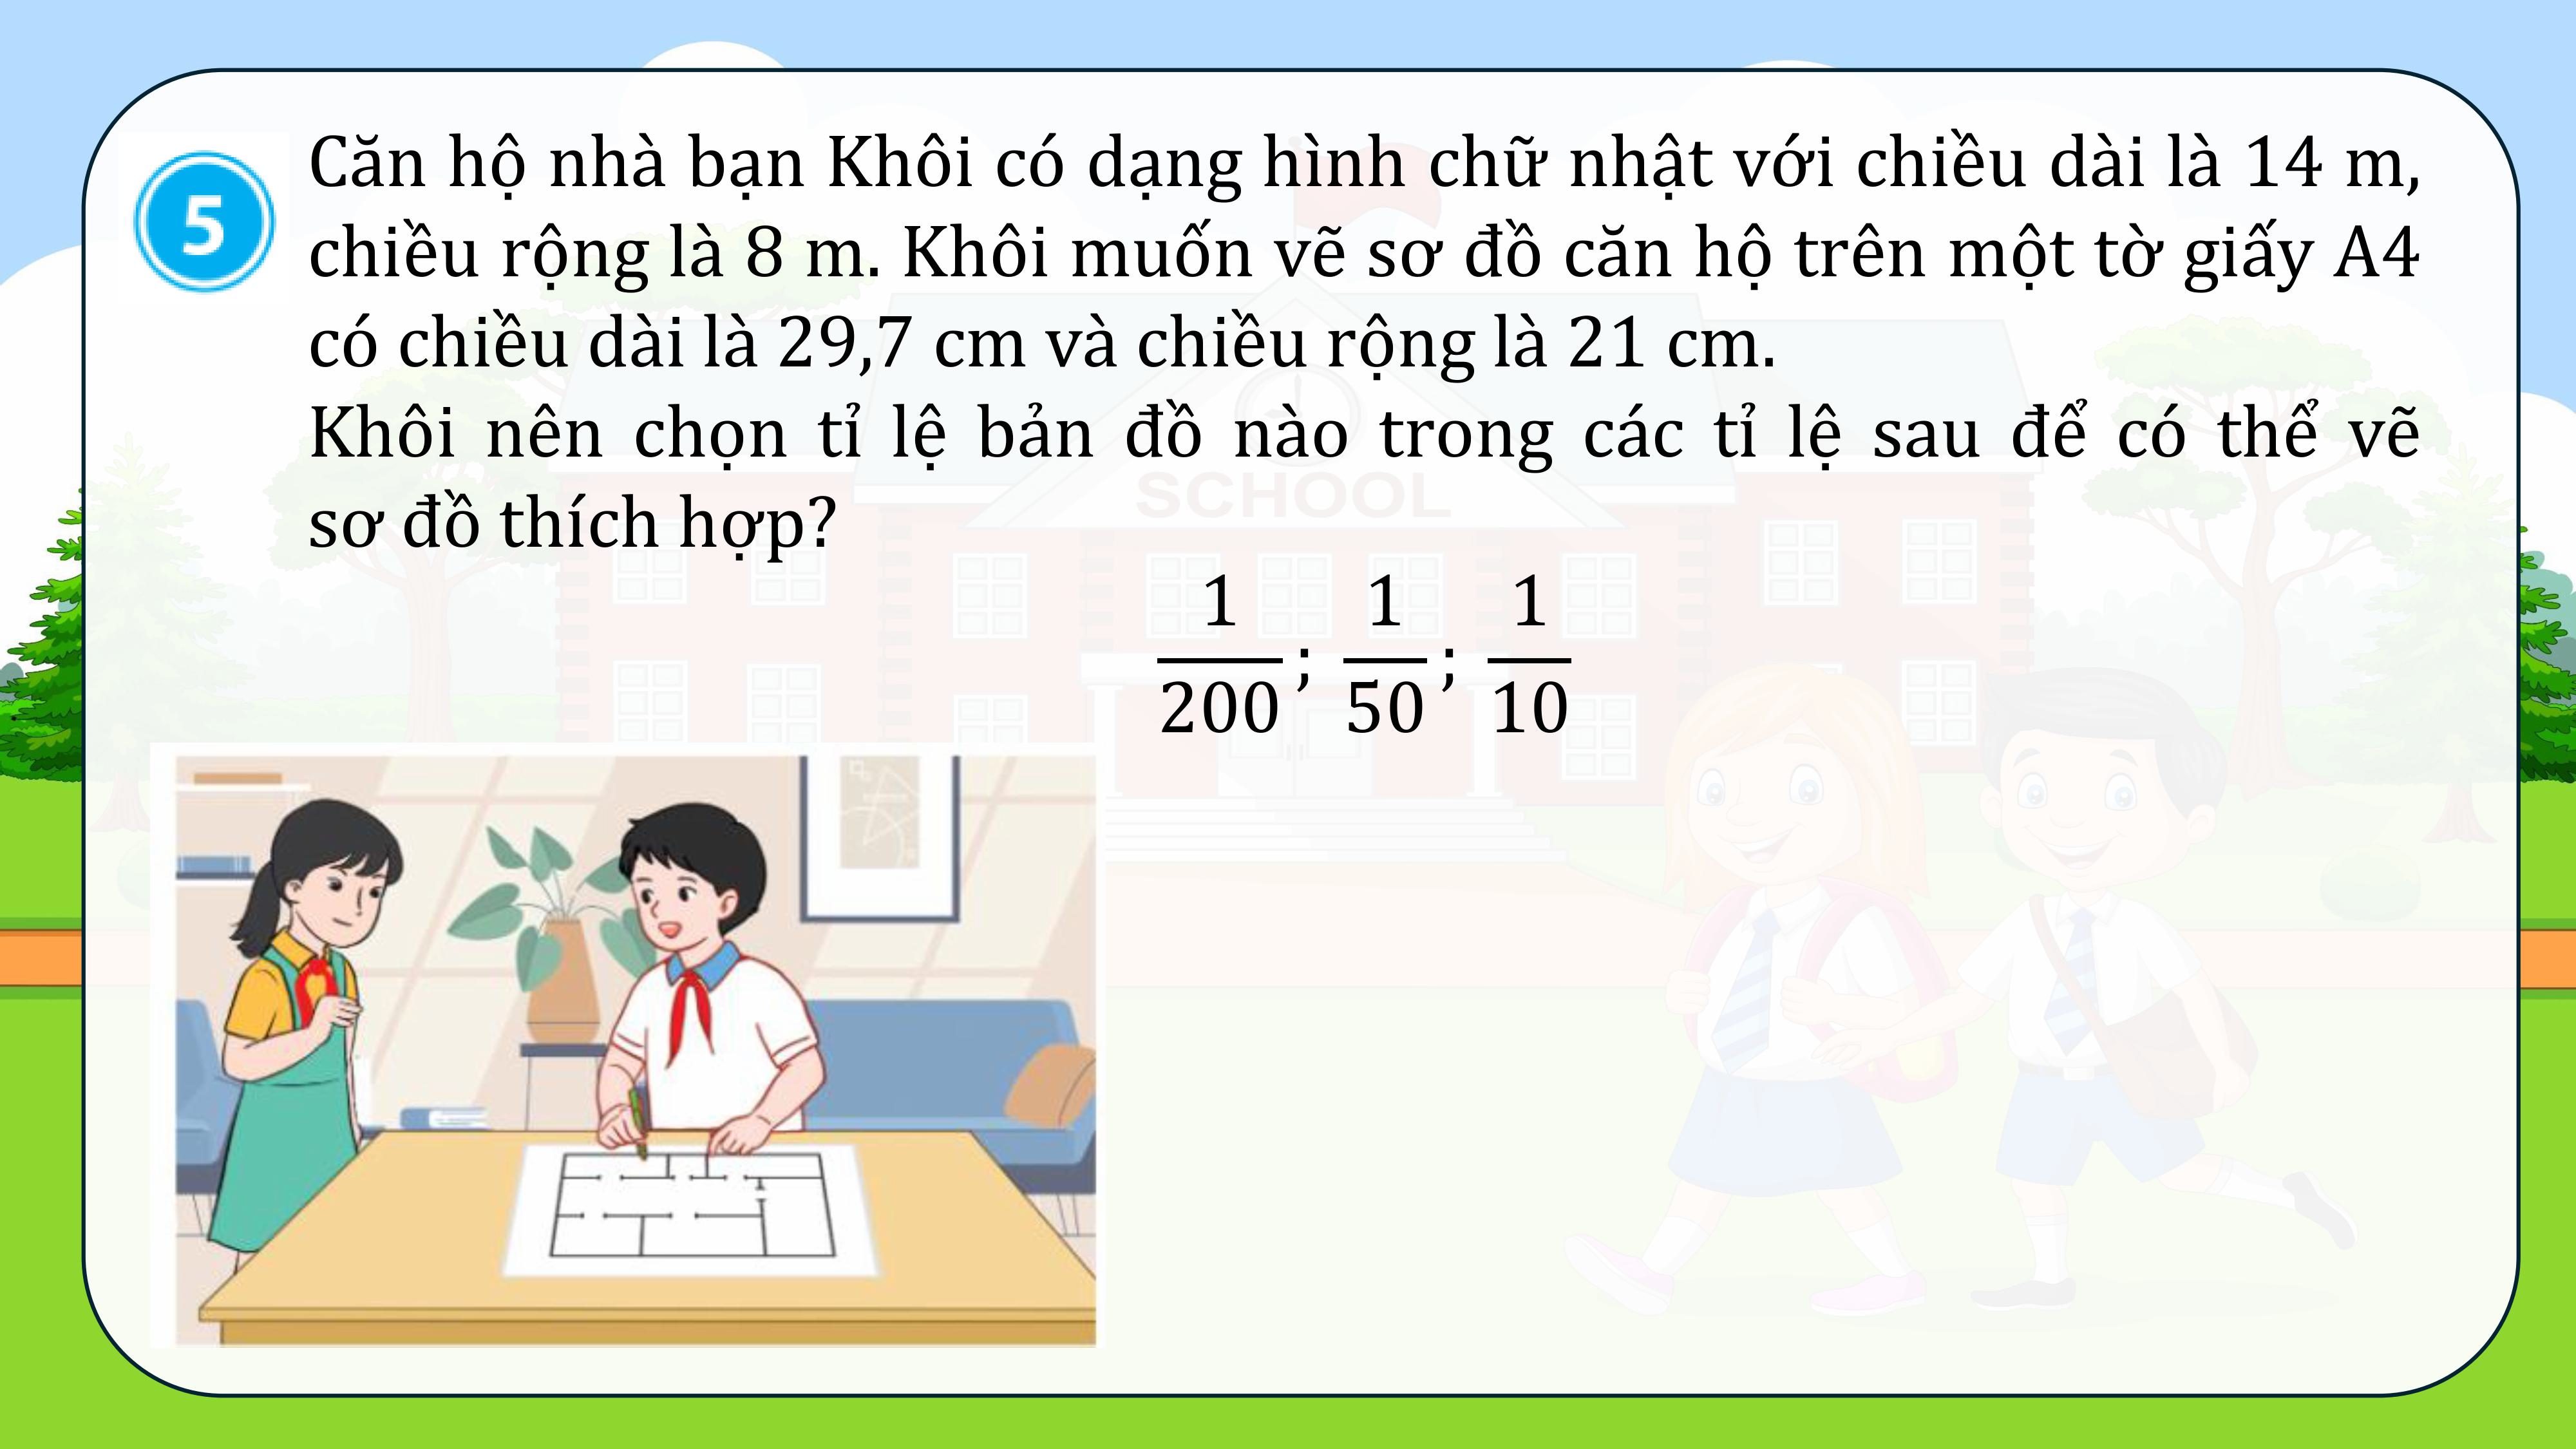 5
Căn hộ nhà bạn Khôi có dạng hình chữ nhật với chiều dài là 14 m,
chiều rộng là 8 m. Khôi muốn vẽ sơ đồ căn hộ trên một tờ giấy A4
có chiều dài là 29,7 cm và chiều rộng là 21 cm.
Khôi nên chọn tỉ lệ bản đồ nào trong các tỉ lệ sau để có thể vẽ
sơ đồ thích hợp?
1/200 ; 1/50 ; 1/10
SCHOOL